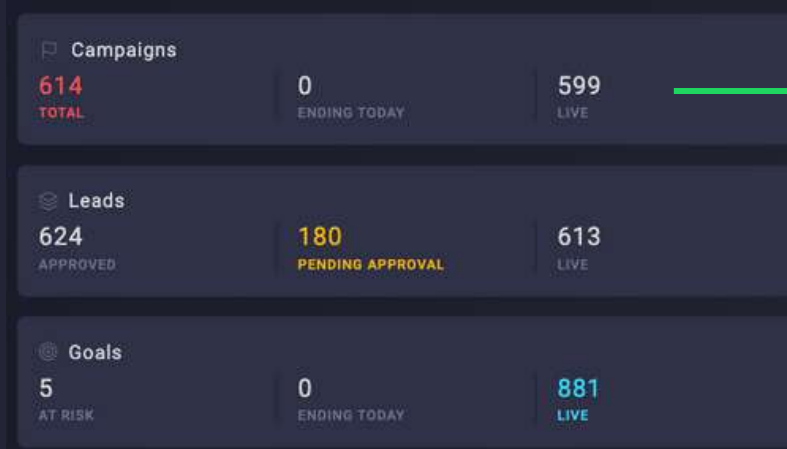 Campaigns
614 0 599
TOTAL ENDING TODAY LIVE
Leads
624 180 613
APPROVED PENDING APPROVAL LIVE
Goals
5 0 881
AT RISK ENDING TODAY LIVE